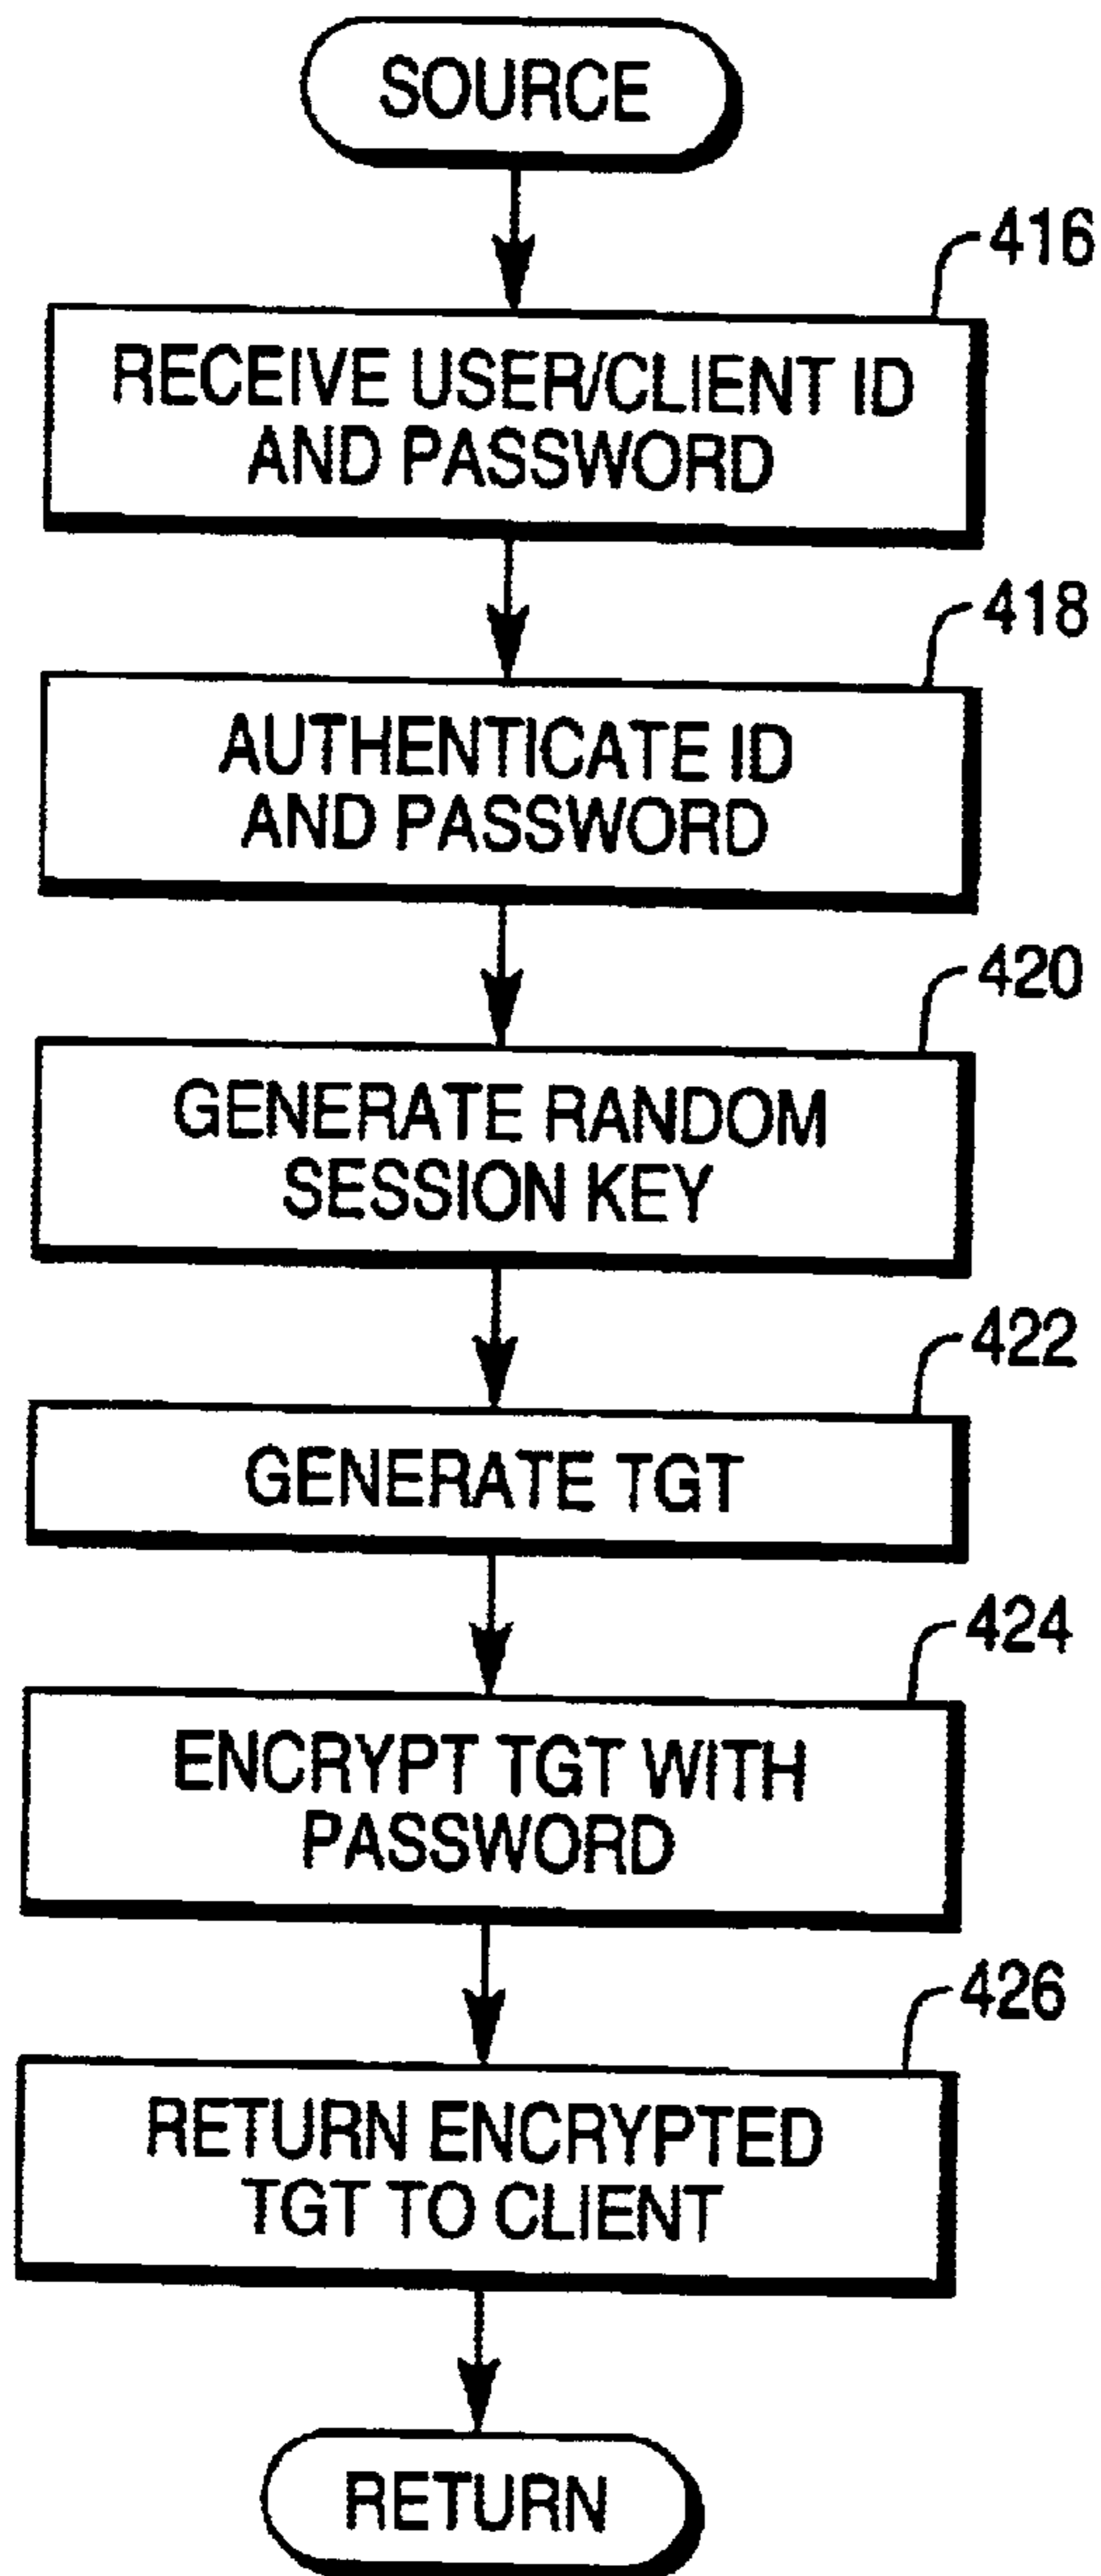 SOURCE
416
RECEIVE USER/CLIENT ID
AND PASSWORD
418
AUTHENTICATE ID
AND PASSWORD
420
GENERATE RANDOM
SESSION KEY
422
GENERATE TGT
424
ENCRYPT TGT WITH
PASSWORD
426
RETURN ENCRYPTED
TGT TO CLIENT
RETURN